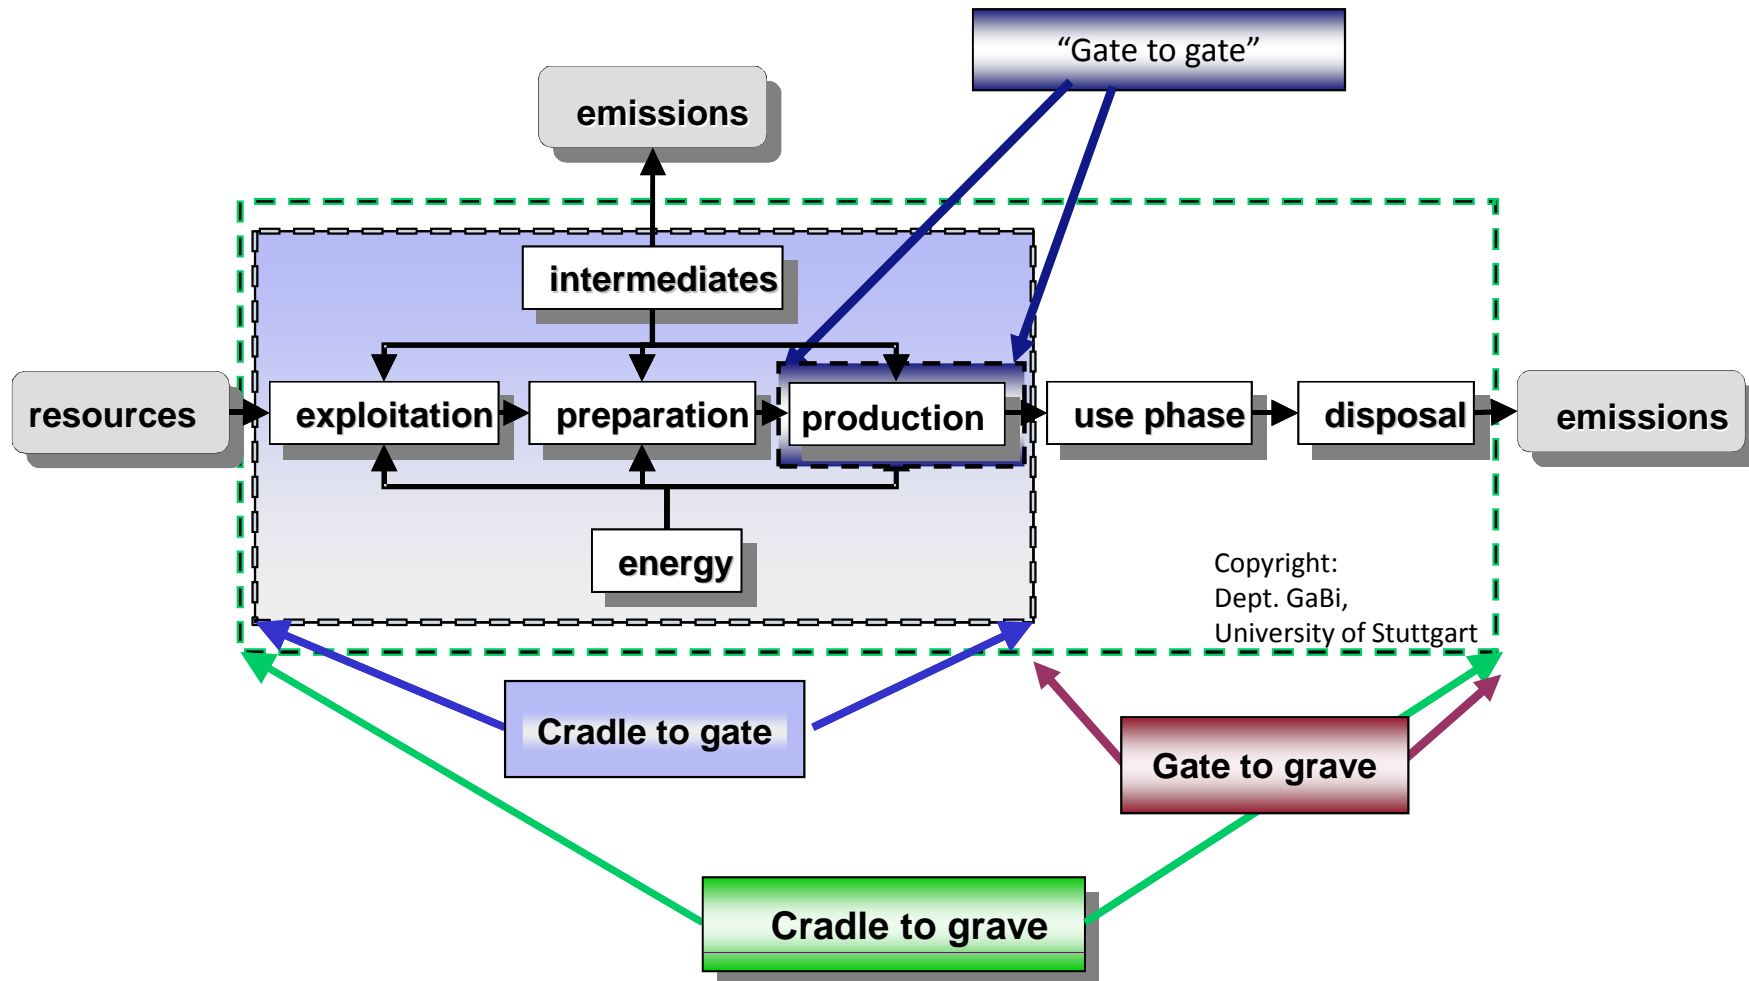 “Gate to gate”
emissions
intermediates
resources
exploitation
preparation
production
use phase
disposal
emissions
energy
Copyright:
Dept. GaBi,
University of Stuttgart
Cradle to gate
Gate to grave
Cradle to grave